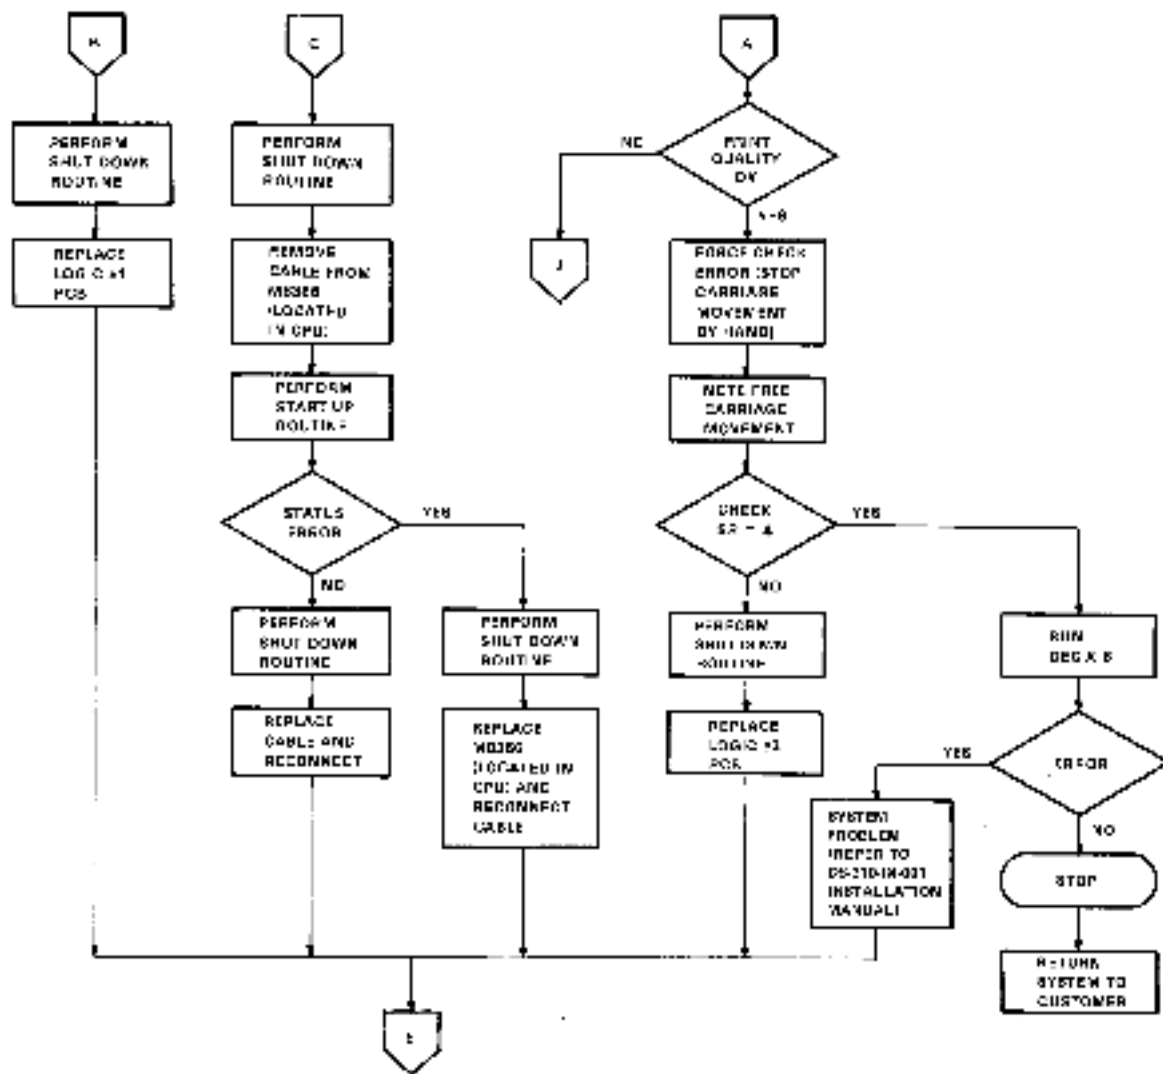 C
A
PERFORM
SHUT DOWN
ROUTINE
REPLACE
LOGIC #1
PCB
PERFORM
SHUT DOWN
ROUTINE
REMOVE
CABLE FROM
(LOCATED
IN CPU)
PERFORM
START UP
ROUTINE
STATUS
ERROR
YES
NO
PERFORM
SHUT DOWN
ROUTINE
REPLACE
CABLE AND
RECONNECT
PERFORM
SHUT DOWN
ROUTINE
REPLACE
(LOCATED IN
CPU) AND
RECONNECT
CABLE
PRINT
QUALITY
NO
YES
J
FORCE CHECK
ERROR (STOP
CARRIAGE
MOVEMENT
BY HAND)
NOTE FREE
CARRIAGE
MOVEMENT
CHECK
YES
NO
PERFORM
SHUT DOWN
ROUTINE
REPLACE
LOGIC
PCB
RUN
ERROR
YES
NO
SYSTEM
PROBLEM
(REFER TO
INSTALLATION
MANUAL)
STOP
RETURN
SYSTEM TO
CUSTOMER